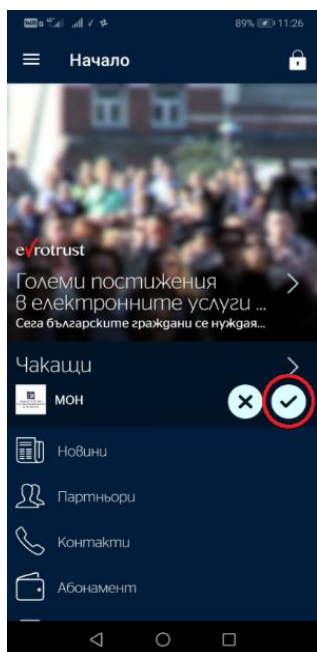 89% 11:26
Начало
evrotrust
Големи постижения
в електронните услуги ...
Сега българските граждани се нуждая...
Чакащи
МОН
Новини
Партньори
Контакти
Абонамент